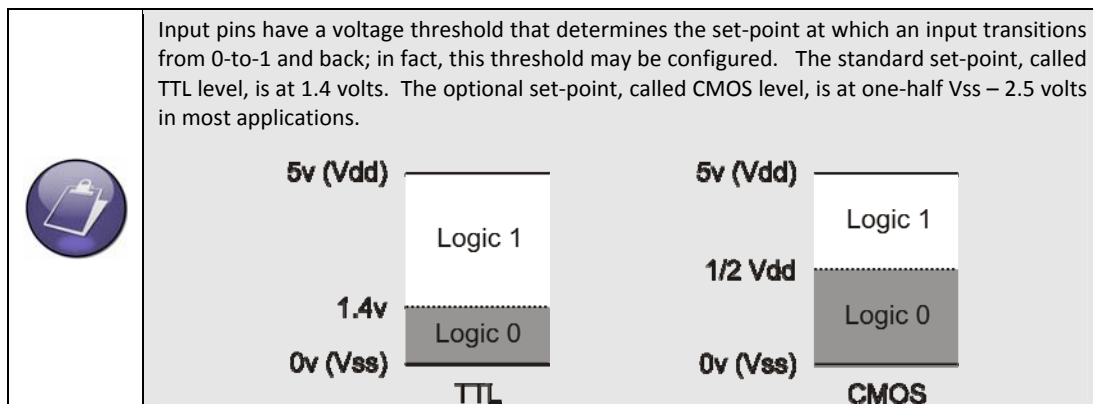 Input pins have a voltage threshold that determines the set-point at which an input transitions
from 0-to-1 and back; in fact, this threshold may be configured. The standard set-point, called
TTL level, is at 1.4 volts. The optional set-point, called CMOS level, is at one-half Vss – 2.5 volts
in most applications.
5v (Vdd)
Logic 1
1.4v
Logic 0
0v (Vss)
TTL
5v (Vdd)
Logic 1
1/2 Vdd
Logic 0
0v (Vss)
CMOS